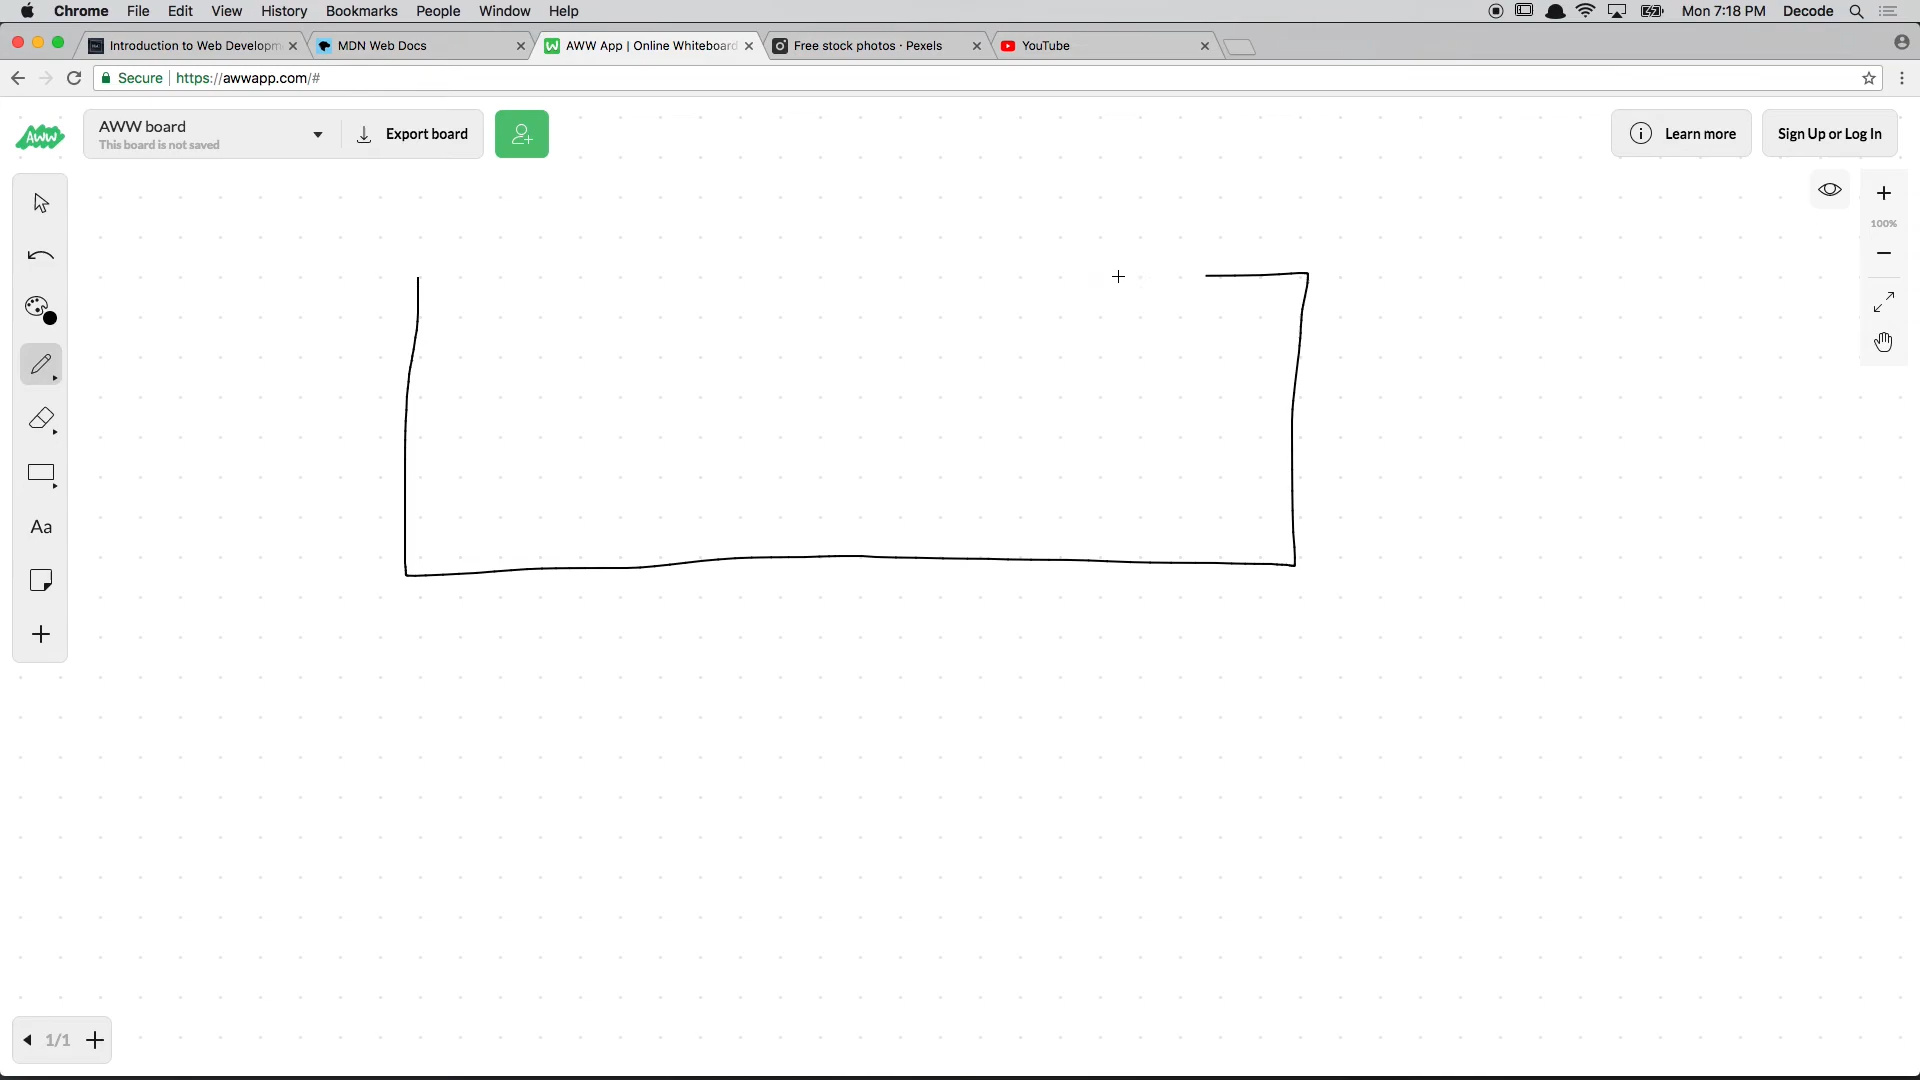 Chrome File Edit View History Bookmarks People Window Help Mon 7:18 PM Decode
Introduction to Web Developm
MDN Web Docs
AWW App | Online Whiteboard
Free stock photos · Pexels
YouTube
Secure https://awwapp.com/#
AWW
AWW board
This board is not saved
Export board
Learn more
Sign Up or Log In
100%
Aa
1/1